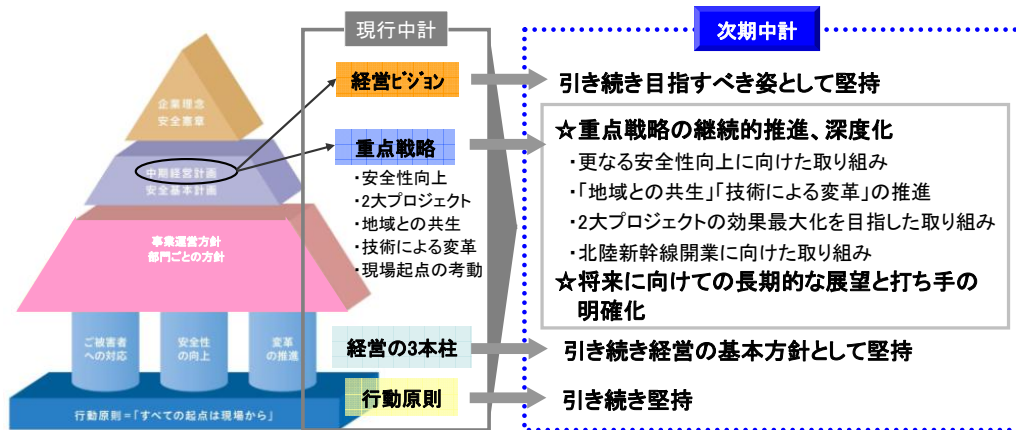 企業理念
安全憲章
中期経営計画
安全基本計画
事業運営方針
部門ごとの方針
ご被害者
への対応
安全性
の向上
変革
の推進
行動原則=「すべての起点は現場から」
現行中計
経営ﾋﾞｼﾞｮﾝ
重点戦略
・安全性向上
・2大プロジェクト
・地域との共生
・技術による変革
・現場起点の考動
経営の3本柱
行動原則
次期中計
引き続き目指すべき姿として堅持
☆重点戦略の継続的推進、深度化
・更なる安全性向上に向けた取り組み
・「地域との共生」「技術による変革」の推進
・2大プロジェクトの効果最大化を目指した取り組み
・北陸新幹線開業に向けた取り組み
☆将来に向けての長期的な展望と打ち手の
明確化
引き続き経営の基本方針として堅持
引き続き堅持